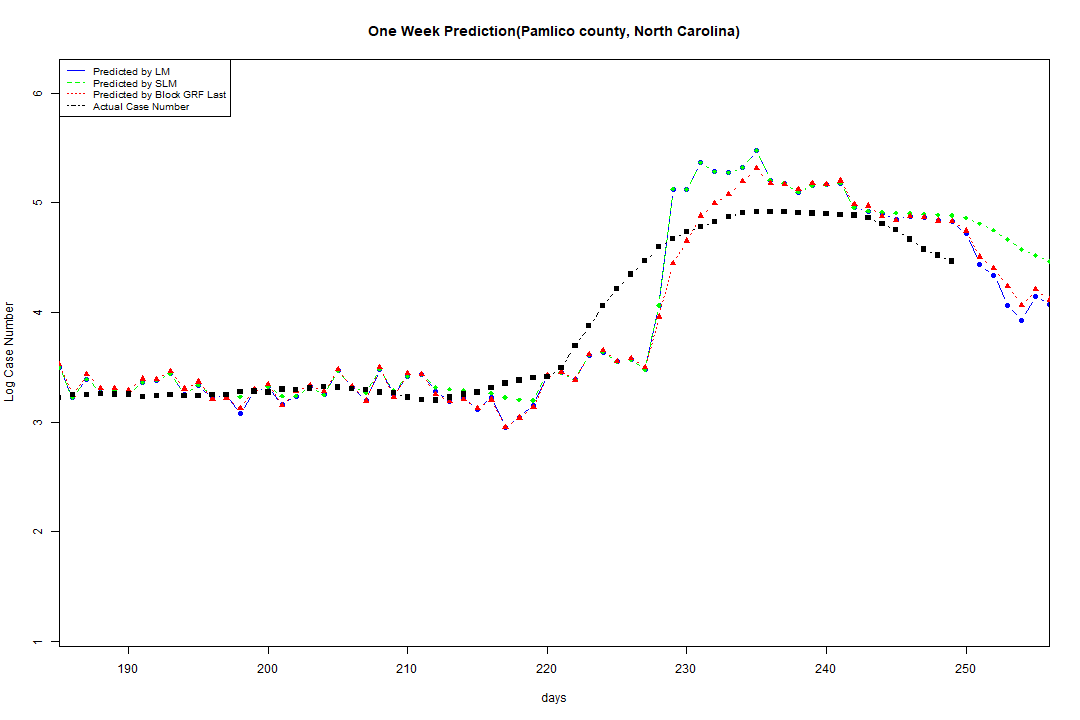 One Week Prediction(Pamlico county, North Carolina)
Predicted by LM
Predicted by SLM
Predicted by Block GRF Last
Actual Case Number
6
5
4
3
2
1
Log Case Number
190
200
210
220
230
240
250
days